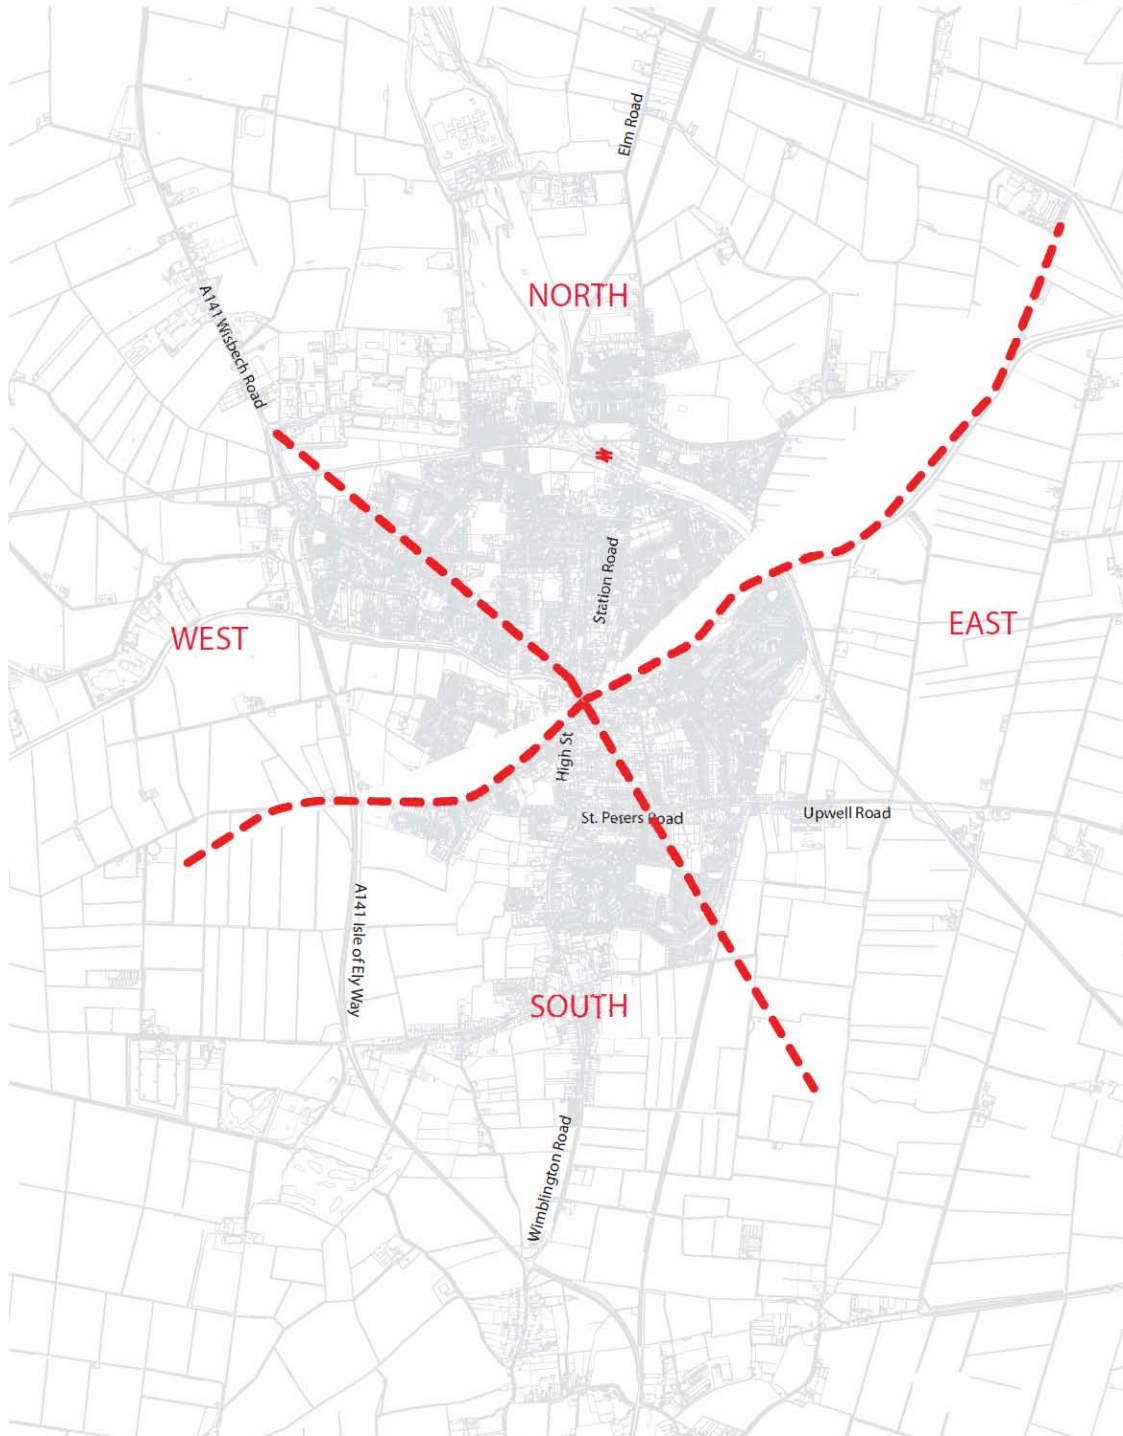 Elm Road
NORTH
A141 Wisbech Road
Station Road
WEST
EAST
High St
St. Peters Road
Upwell Road
A141 Isle of Ely Way
SOUTH
Wimblington Road